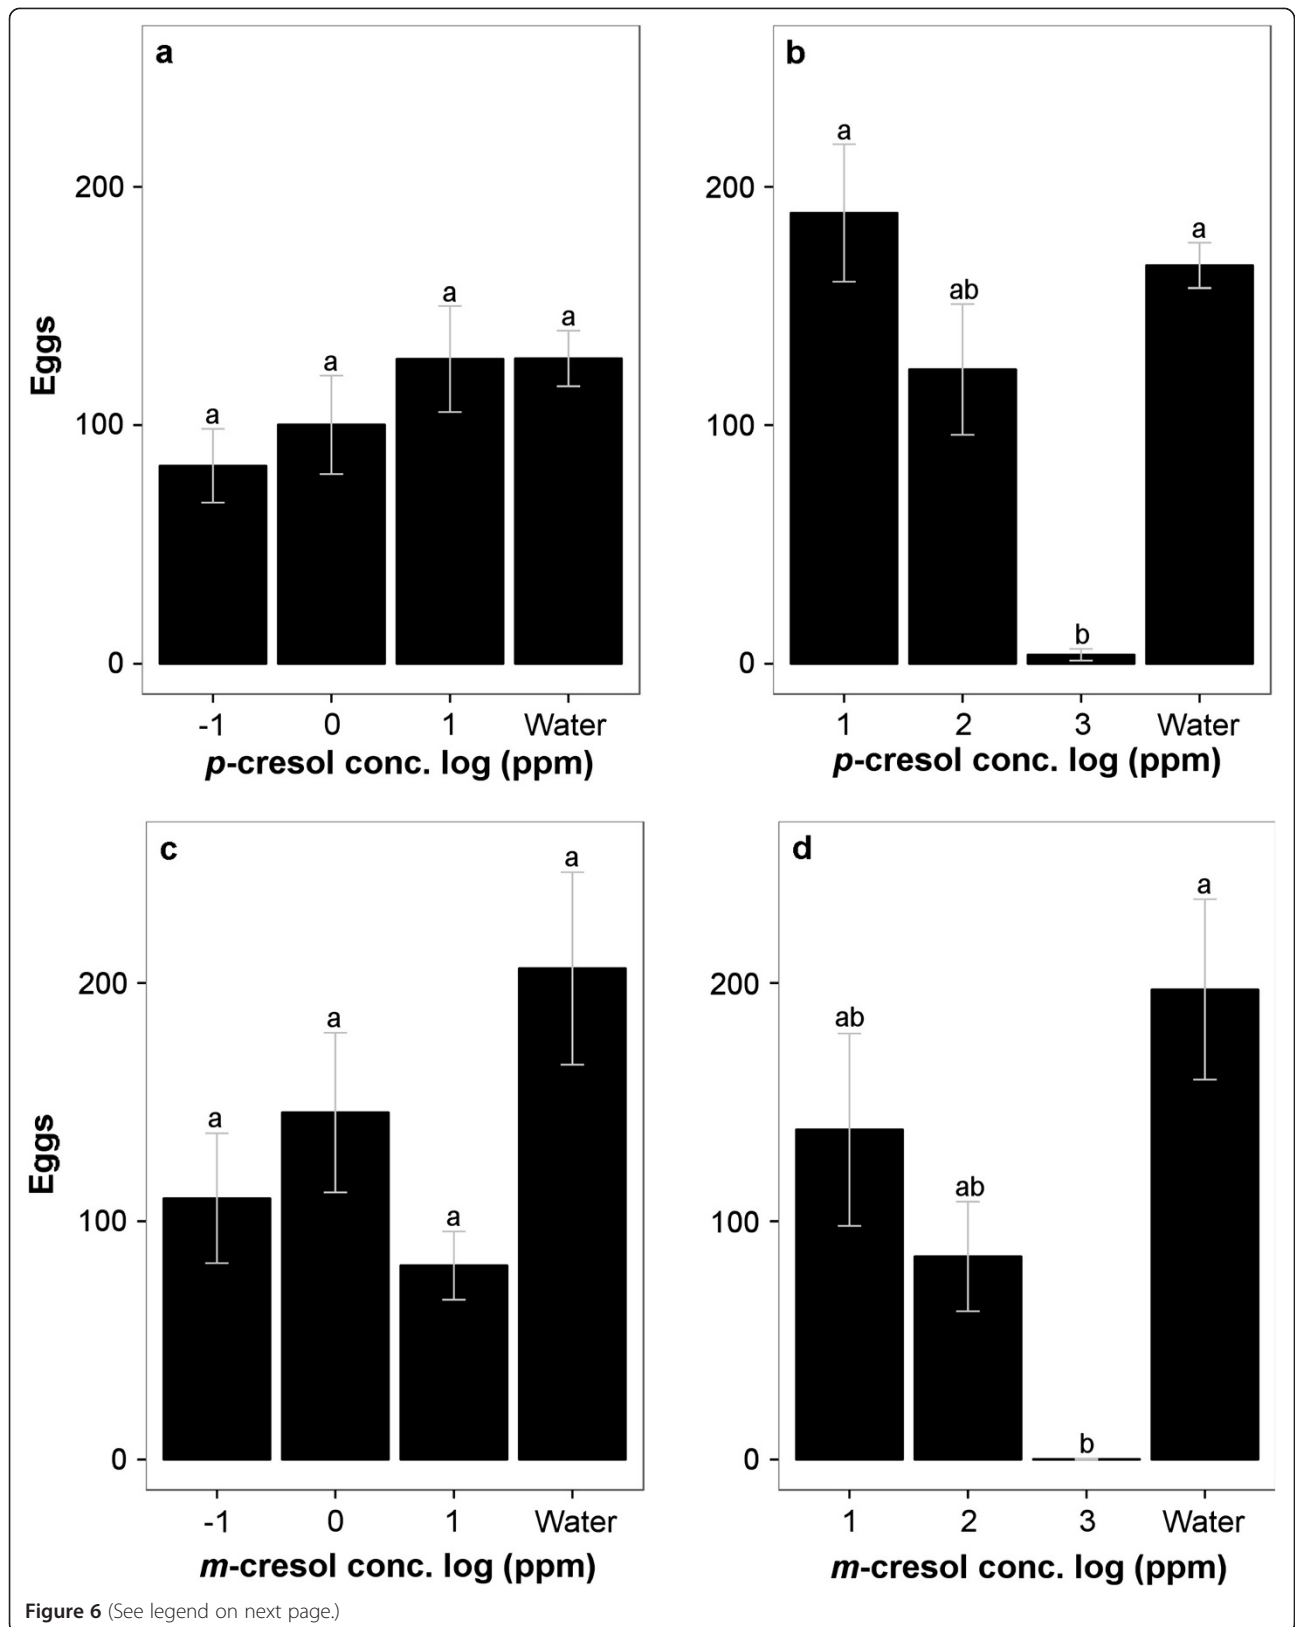 a
200
100
0
Eggs
a
a
a
a
-1 0 1 Water
p-cresol conc. log (ppm)
b
200
100
0
a
ab
b
a
1 2 3 Water
p-cresol conc. log (ppm)
c
200
100
0
Eggs
a
a
a
a
-1 0 1 Water
m-cresol conc. log (ppm)
d
200
100
0
ab
ab
b
a
1 2 3 Water
m-cresol conc. log (ppm)
Figure 6 (See legend on next page.)